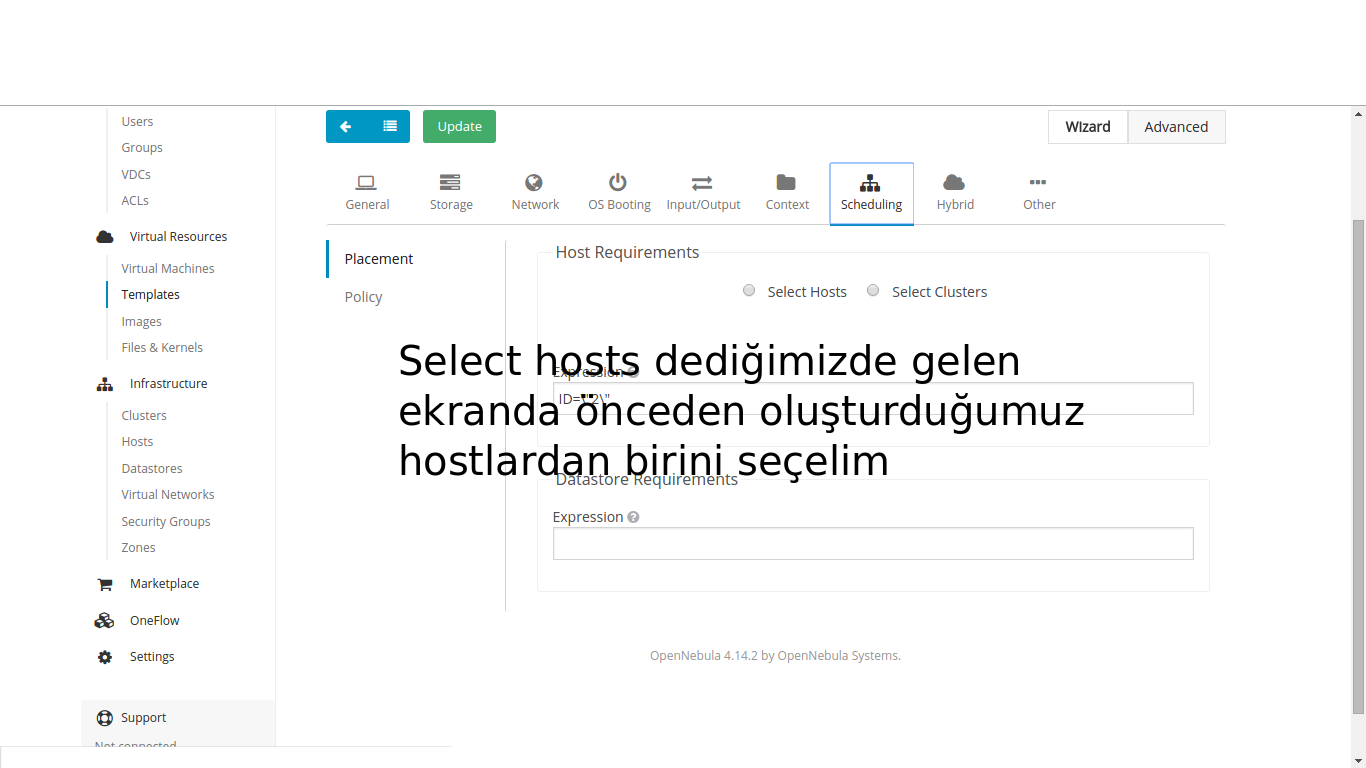 Users
Groups
VDCs
ACLs
Virtual Resources
Virtual Machines
Templates
Images
Files & Kernels
Infrastructure
Clusters
Hosts
Datastores
Virtual Networks
Security Groups
Zones
Marketplace
OneFlow
Settings
Support
Not connected
Update
Wizard
Advanced
General
Storage
Network
OS Booting
Input/Output
Context
Scheduling
Hybrid
Other
Placement
Policy
Host Requirements
Select Hosts
Select Clusters
Expression
ID=\"2\"
Select hosts dediğimizde gelen
ekranda önceden oluşturduğumuz
hostlardan birini seçelim
Datastore Requirements
Expression
OpenNebula 4.14.2 by OpenNebula Systems.